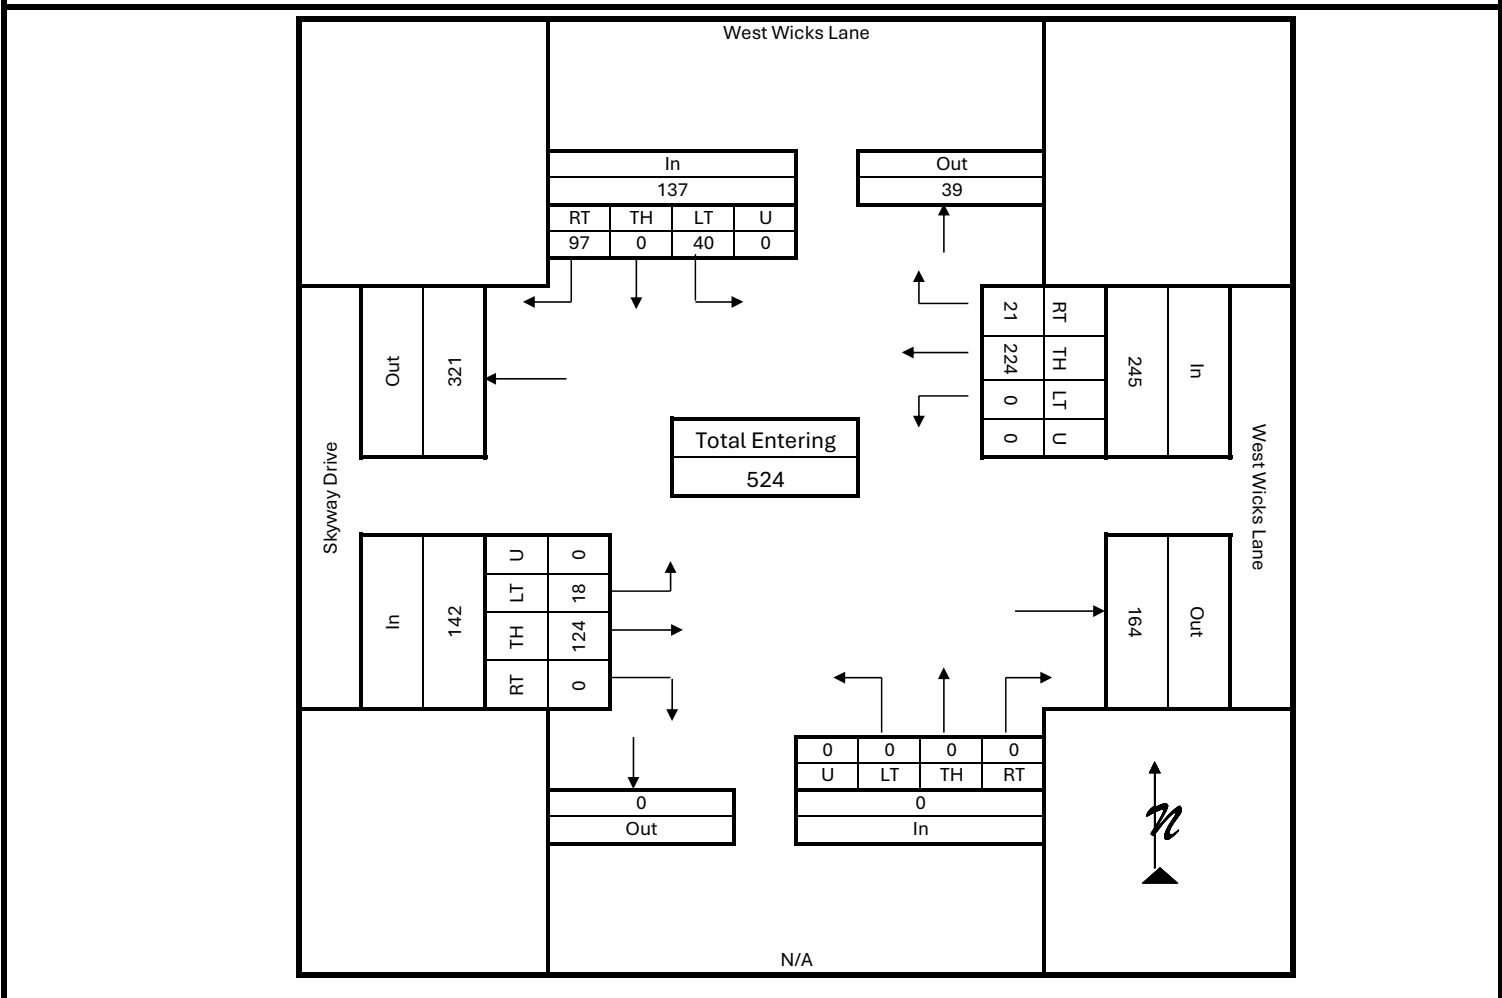 West Wicks Lane
In
137
RT TH LT U
97 0 40 0
Out
39
Out
321
21 RT
224 TH
0 LT
0 U
245
In
Total Entering
524
Skyway Drive
West Wicks Lane
In
142
U 0
LT 18
TH 124
RT 0
164
Out
0 0 0 0
U LT TH RT
0
In
0
Out
N
N/A